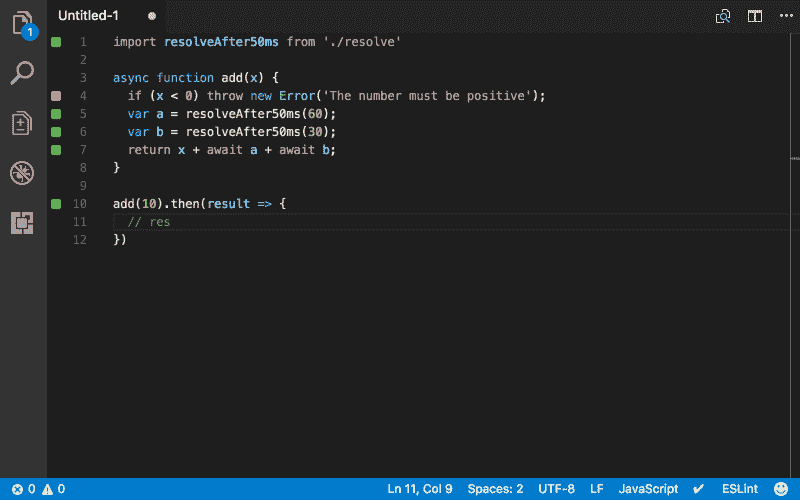 Untitled-1
1
1 import resolveAfter50ms from './resolve'
2
3 async function add(x) {
4 if (x < 0) throw new Error('The number must be positive');
5 var a = resolveAfter50ms(60);
6 var b = resolveAfter50ms(30);
7 return x + await a + await b;
8 }
9
10 add(10).then(result => {
11 // res
12 })
0 0 Ln 11, Col 9 Spaces: 2 UTF-8 LF JavaScript ESLint